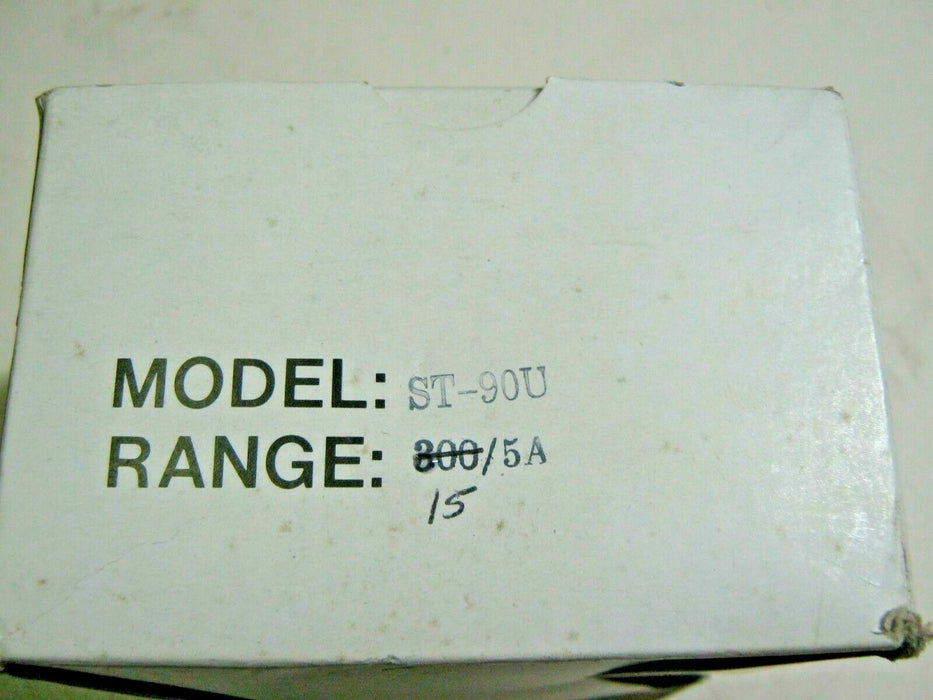 MODEL: ST-90U
RANGE: 300/5A
15